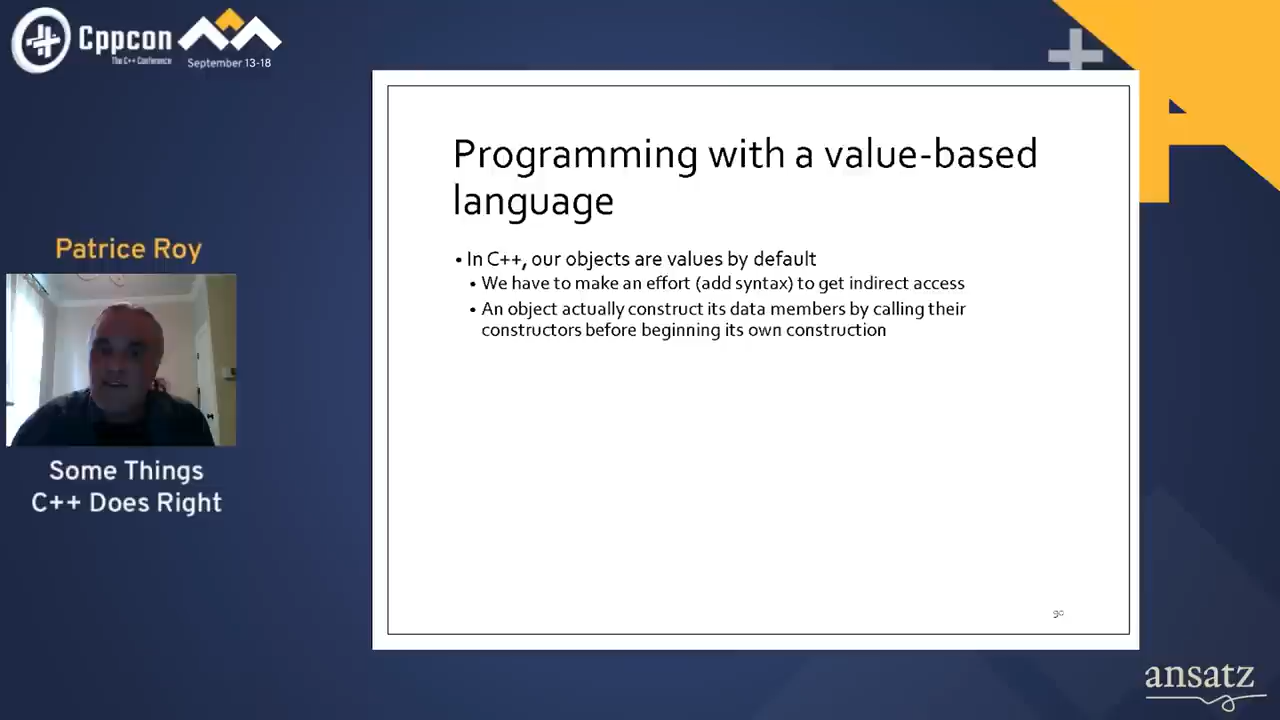 Cppcon
The C++ Conference
September 13-18
Programming with a value-based
language
• In C++, our objects are values by default
• We have to make an effort (add syntax) to get indirect access
• An object actually construct its data members by calling their
constructors before beginning its own construction
90
Patrice Roy
Some Things
C++ Does Right
ansatz